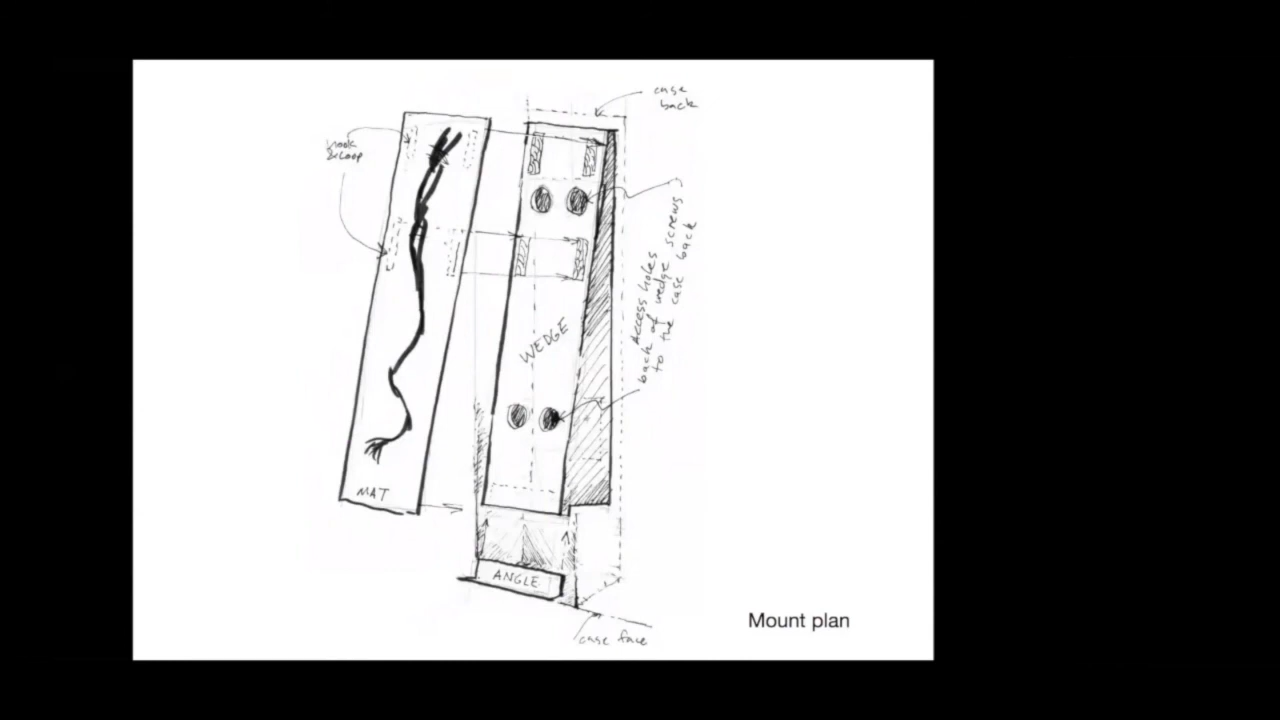 case
back
hook
& Loop
Access holes
back of wedge screws
to the case back
WEDGE
MAT
ANGLE
case face
Mount plan